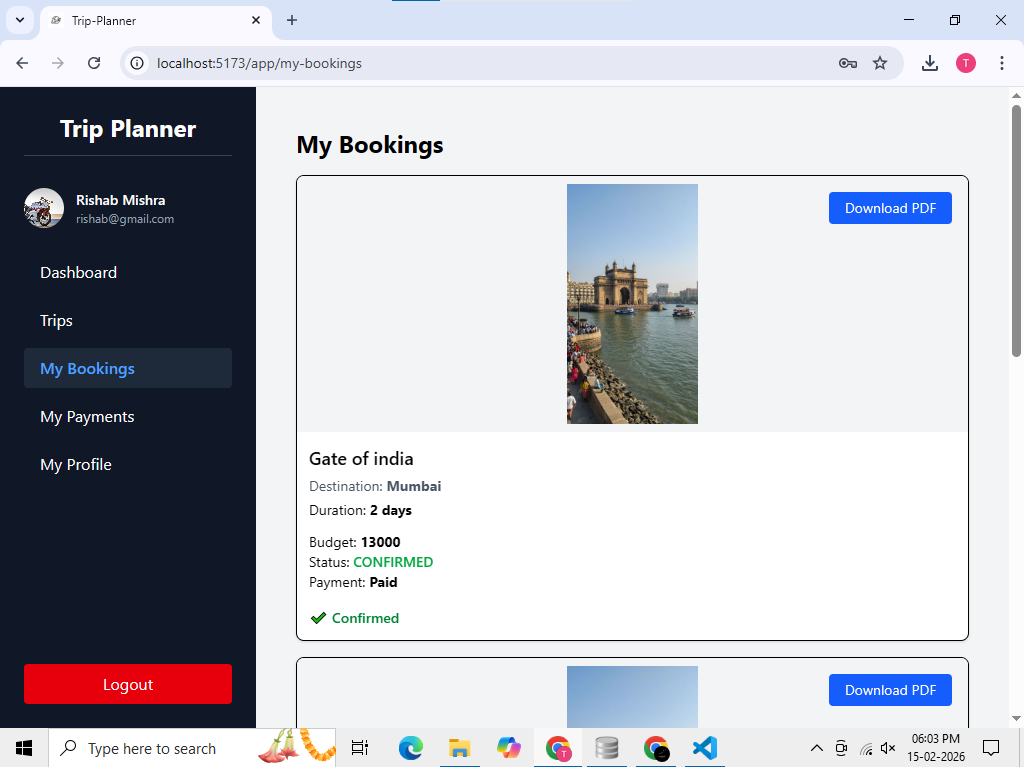 Trip-Planner
localhost:5173/app/my-bookings
T
Trip Planner
Rishab Mishra
rishab@gmail.com
Dashboard
Trips
My Bookings
My Payments
My Profile
Logout
My Bookings
Download PDF
Gate of india
Destination: Mumbai
Duration: 2 days
Budget: 13000
Status: CONFIRMED
Payment: Paid
Confirmed
Download PDF
Type here to search
T
06:03 PM
15-02-2026